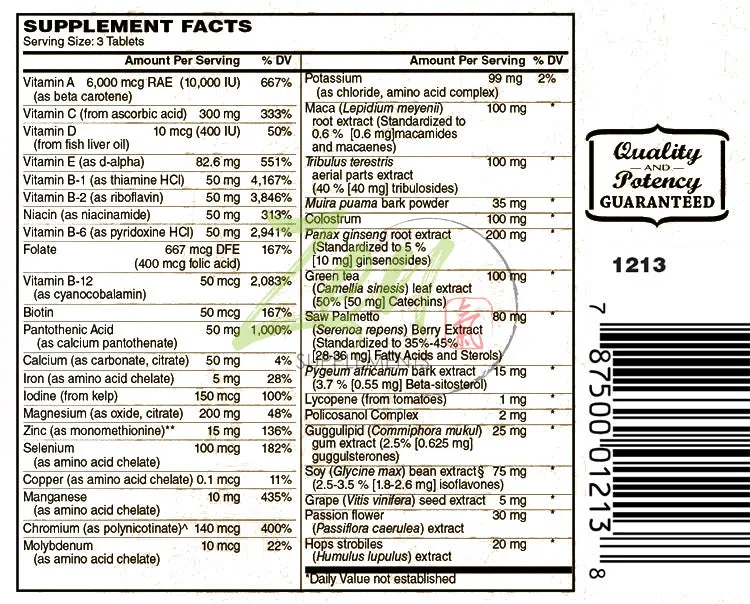 SUPPLEMENT FACTS
Serving Size: 3 Tablets
Amount Per Serving % DV
Vitamin A 6,000 mcg RAE (10,000 IU) 667%
(as beta carotene)
Vitamin C (from ascorbic acid) 300 mg 333%
Vitamin D 10 mcg (400 IU) 50%
(from fish liver oil)
Vitamin E (as d-alpha) 82.6 mg 551%
Vitamin B-1 (as thiamine HCl) 50 mg 4,167%
Vitamin B-2 (as riboflavin) 50 mg 3,846%
Niacin (as niacinamide) 50 mg 313%
Vitamin B-6 (as pyridoxine HCl) 50 mg 2,941%
Folate 667 mcg DFE 167%
(400 mcg folic acid)
Vitamin B-12 50 mcg 2,083%
(as cyanocobalamin)
Biotin 50 mcg 167%
Pantothenic Acid 50 mg 1,000%
(as calcium pantothenate)
Calcium (as carbonate, citrate) 50 mg 4%
Iron (as amino acid chelate) 5 mg 28%
Iodine (from kelp) 150 mcg 100%
Magnesium (as oxide, citrate) 200 mg 48%
Zinc (as monomethionine)** 15 mg 136%
Selenium 100 mcg 182%
(as amino acid chelate)
Copper (as amino acid chelate) 0.1 mcg 11%
Manganese 10 mg 435%
(as amino acid chelate)
Chromium (as polynicotinate)^ 140 mcg 400%
Molybdenum 10 mcg 22%
(as amino acid chelate)
Amount Per Serving % DV
Potassium 99 mg 2%
(as chloride, amino acid complex)
Maca (Lepidium meyenii) 100 mg *
root extract (Standardized to
0.6 % [0.6 mg]macamides
and macaenes)
Tribulus terestris 100 mg *
aerial parts extract
(40 % [40 mg] tribulosides)
Muira puama bark powder 35 mg *
Colostrum 100 mg *
Panax ginseng root extract 200 mg *
(Standardized to 5 %
[10 mg] ginsenosides)
Green tea 100 mg *
(Camellia sinesis) leaf extract
(50% [50 mg] Catechins)
Saw Palmetto 80 mg *
(Serenoa repens) Berry Extract
(Standardized to 35%-45%
[28-36 mg] Fatty Acids and Sterols)
Pygeum africanum bark extract 15 mg *
(3.7 % [0.55 mg] Beta-sitosterol)
Lycopene (from tomatoes) 1 mg *
Policosanol Complex 2 mg *
Guggulipid (Commiphora mukul) 25 mg *
gum extract (2.5% [0.625 mg]
guggulsterones)
Soy (Glycine max) bean extract§ 75 mg *
(2.5-3.5 % [1.8-2.6 mg] isoflavones)
Grape (Vitis vinifera) seed extract 5 mg *
Passion flower 30 mg *
(Passiflora caerulea) extract
Hops strobiles 20 mg *
(Humulus lupulus) extract
*Daily Value not established
Zen
氣
SUPPLEMENTS
Quality
AND
Potency
GUARANTEED
1213
7 87500 01213 8